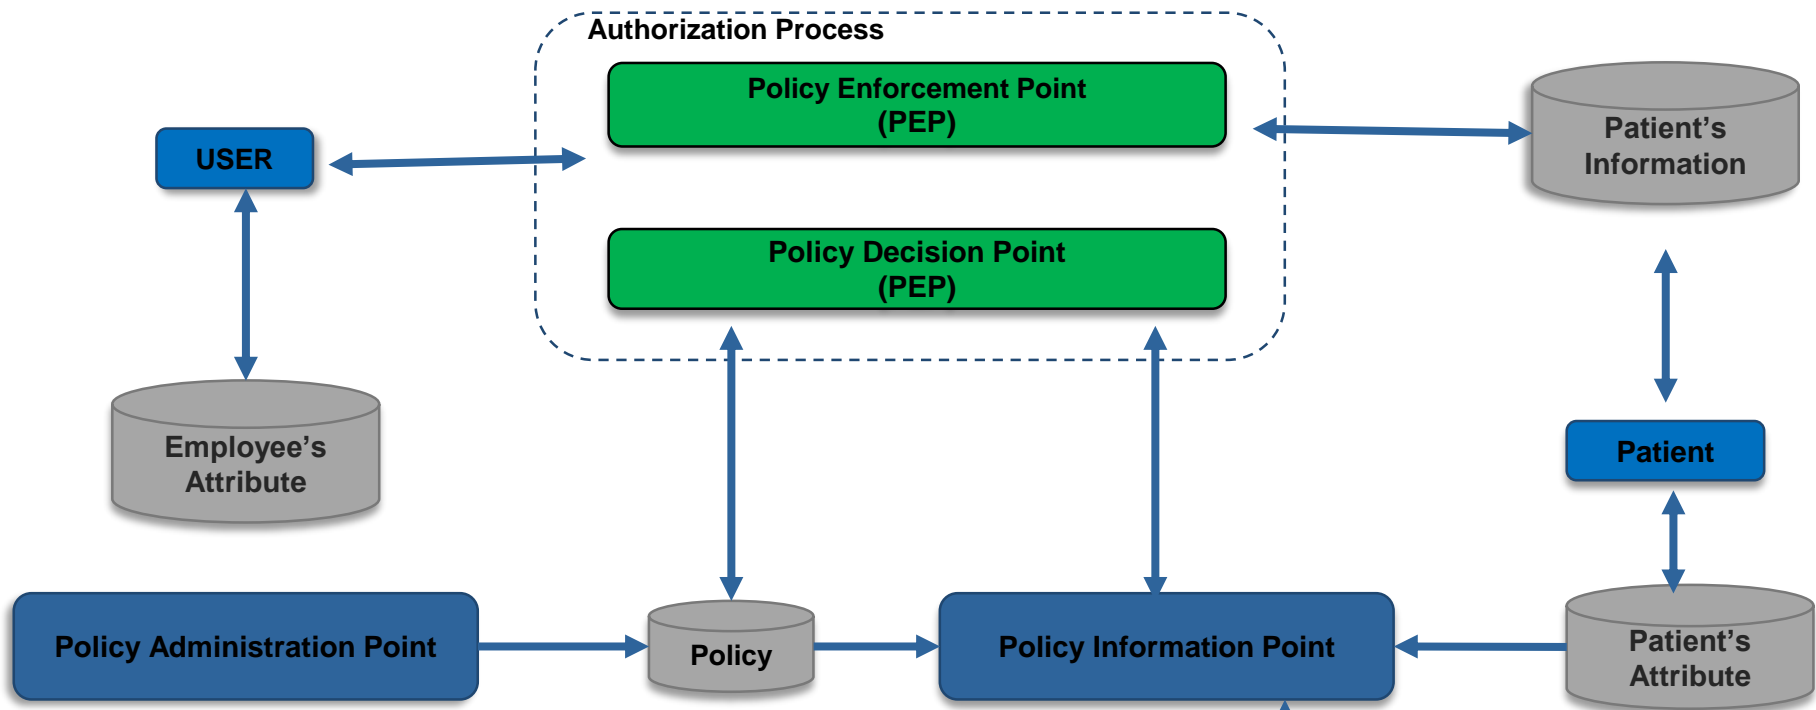 Authorization Process
Policy Enforcement Point
(PEP)
USER
Patient's
Information
Policy Decision Point
(PEP)
Employee's
Attribute
Patient
Policy Administration Point
Policy
Policy Information Point
Patient's
Attribute